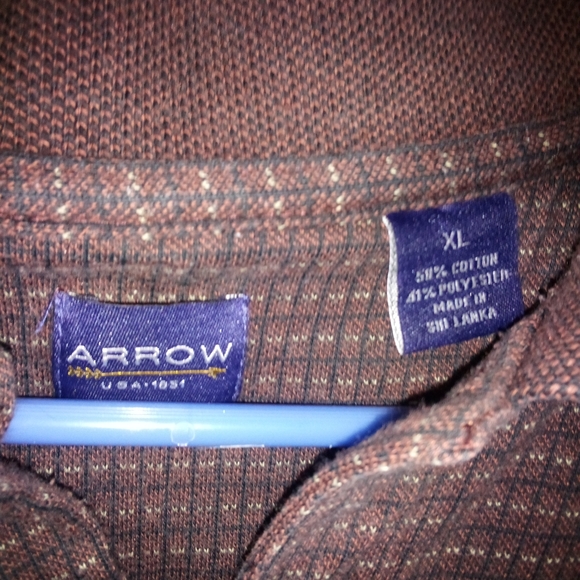 ARROW
USA·1851
XL
59% COTTON
41% POLYESTER
MADE IN
SRI LANKA